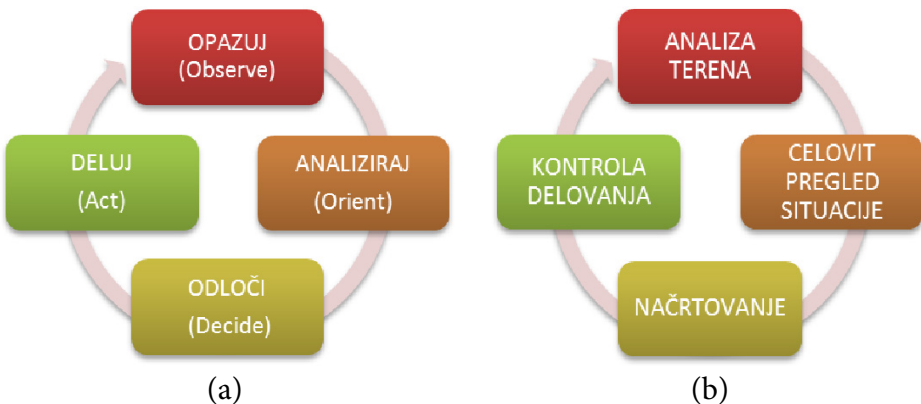 OPAZUJ
(Observe)
DELUJ
(Act)
ANALIZIRAJ
(Orient)
ODLOČI
(Decide)
(a)
ANALIZA
TERENA
KONTROLA
DELOVANJA
CELOVIT
PREGLED
SITUACIJE
NAČRTOVANJE
(b)